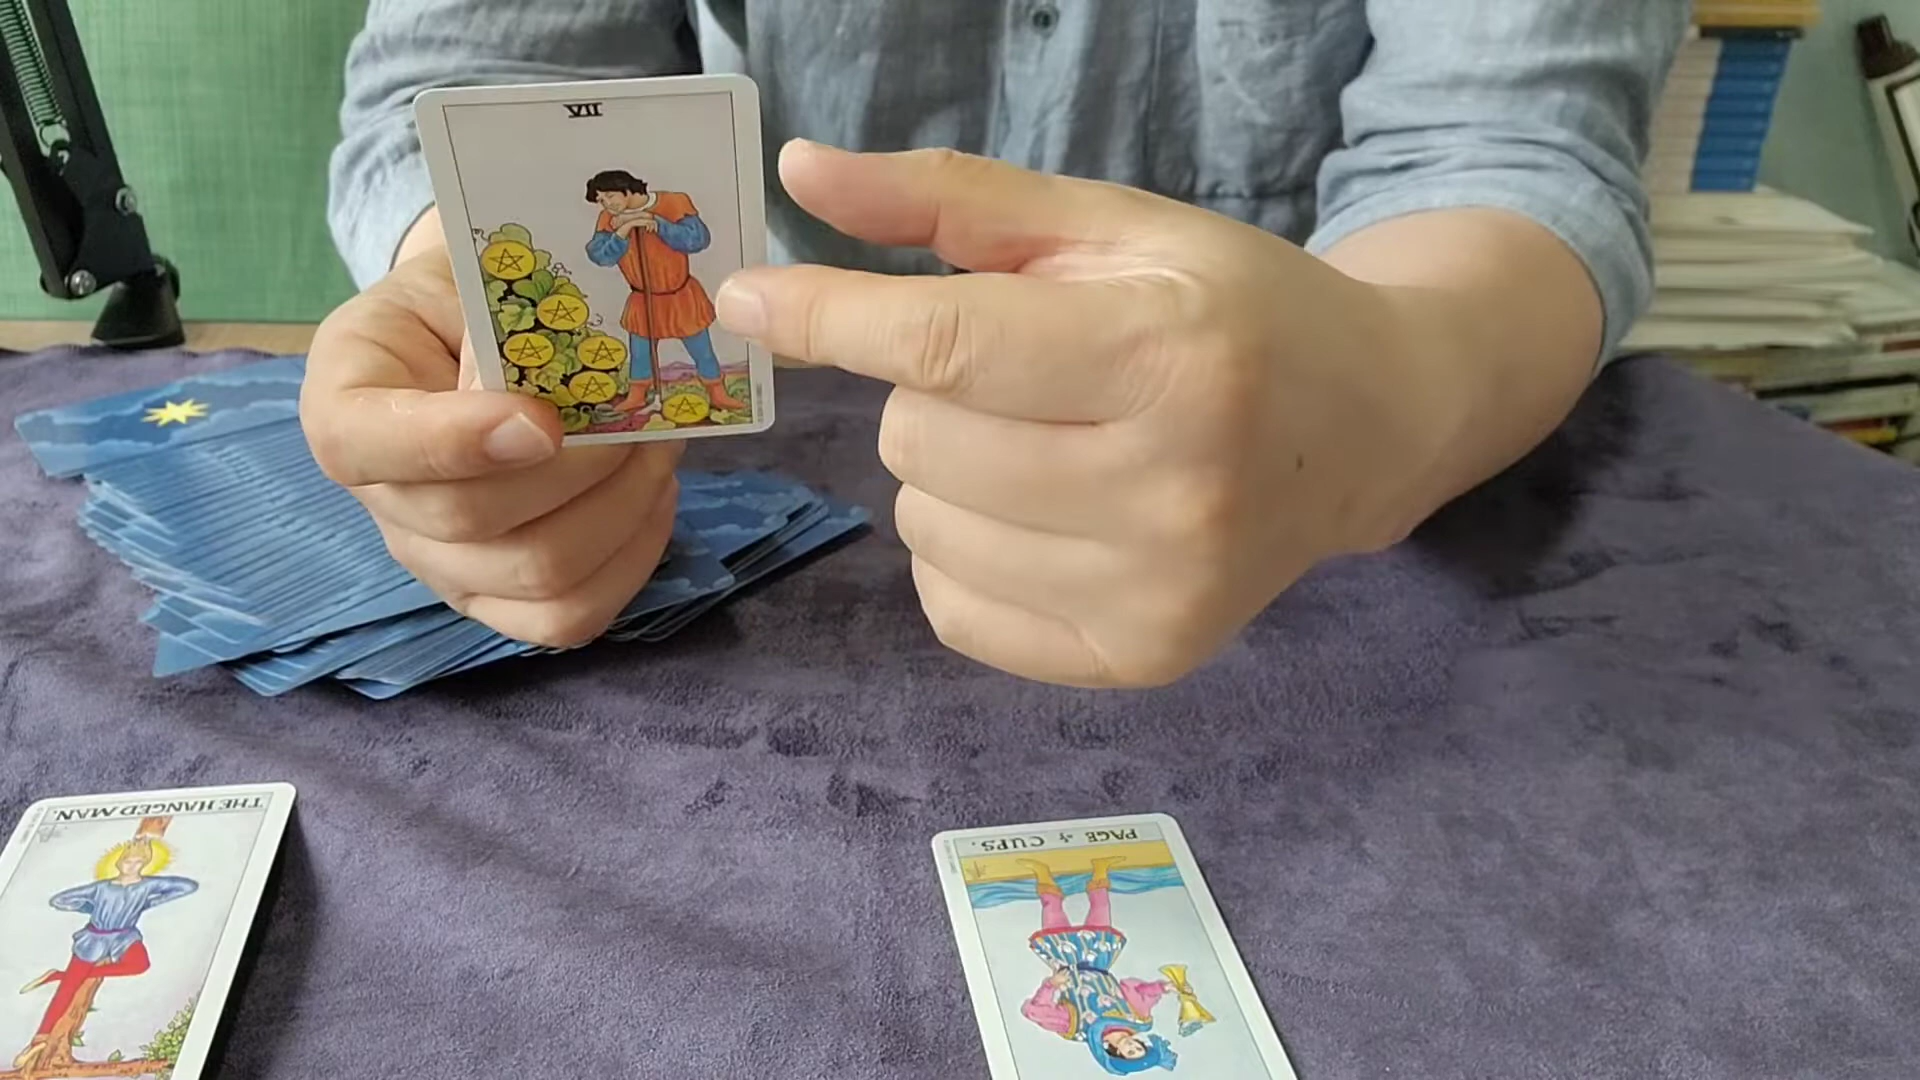 VII
THE HANGED MAN.
PAGE of CUPS.